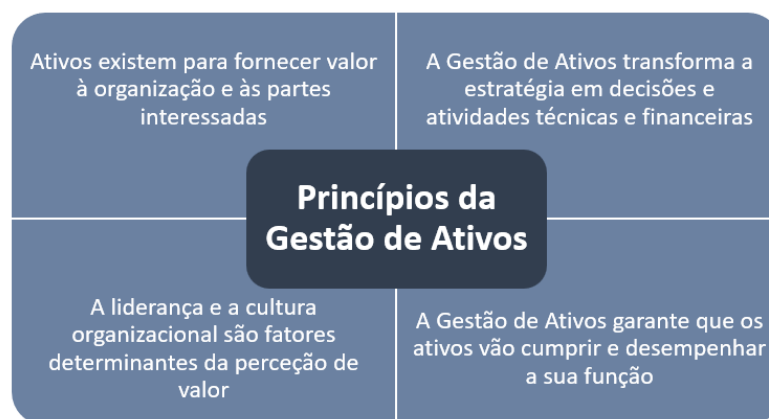 Ativos existem para fornecer valor
à organização e às partes
interessadas
A Gestão de Ativos transforma a
estratégia em decisões e
atividades técnicas e financeiras
Princípios da
Gestão de Ativos
A liderança e a cultura
organizacional são fatores
determinantes da perceção de
valor
A Gestão de Ativos garante que os
ativos vão cumprir e desempenhar
a sua função